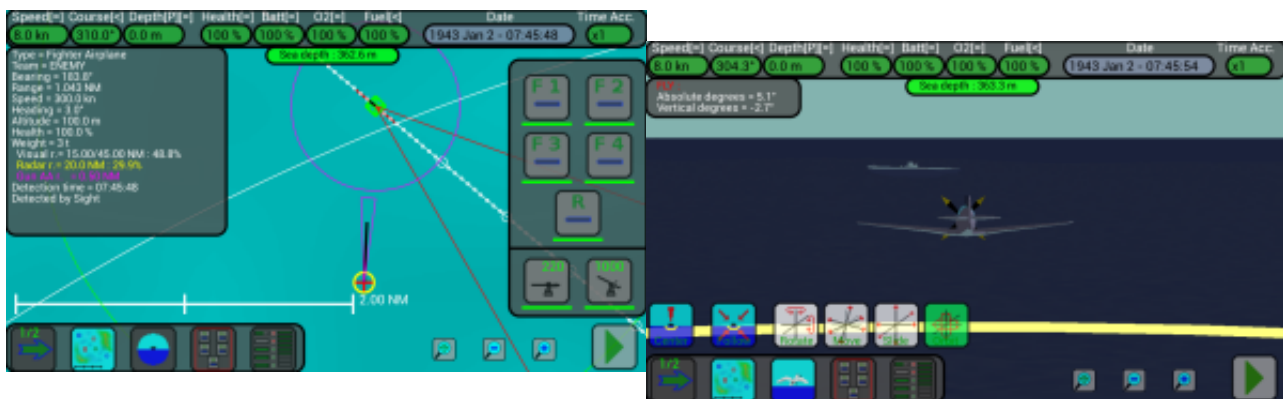 Speed[=] Course[<] Depth[P][=] Health[=] Batt[=] O2[=] Fuel[<] Date Time Acc.
8.0 kn 310.0° 0.0 m 100 % 100 % 100 % 100 % 1943 Jan 2 - 07:45:48 x1
Sea depth : 362.6 m
Type = Fighter Airplane
Team = ENEMY
Bearing = 183.8°
Range = 1.043 NM
Speed = 300.0 kn
Heading = 3.0°
Altitude = 100.0 m
Health = 100.0 %
Weight = 3 t
Visual r.= 15.00/45.00 NM : 48.8%
Radar r.= 20.0 NM : 29.9%
Detection time = 07:45:48
Detected by Sight
F 1 F 2
F 3 F 4
R
220 1000
2.00 NM
1/2
Speed[=] Course[<] Depth[P][=] Health[=] Batt[=] O2[=] Fuel[<] Date Time Acc.
8.0 kn 304.3° 0.0 m 100 % 100 % 100 % 100 % 1943 Jan 2 - 07:45:54 x1
Sea depth : 363.3 m
Absolute degrees = 5.1°
Vertical degrees = -2.7°
Center Rotate Move
1/2